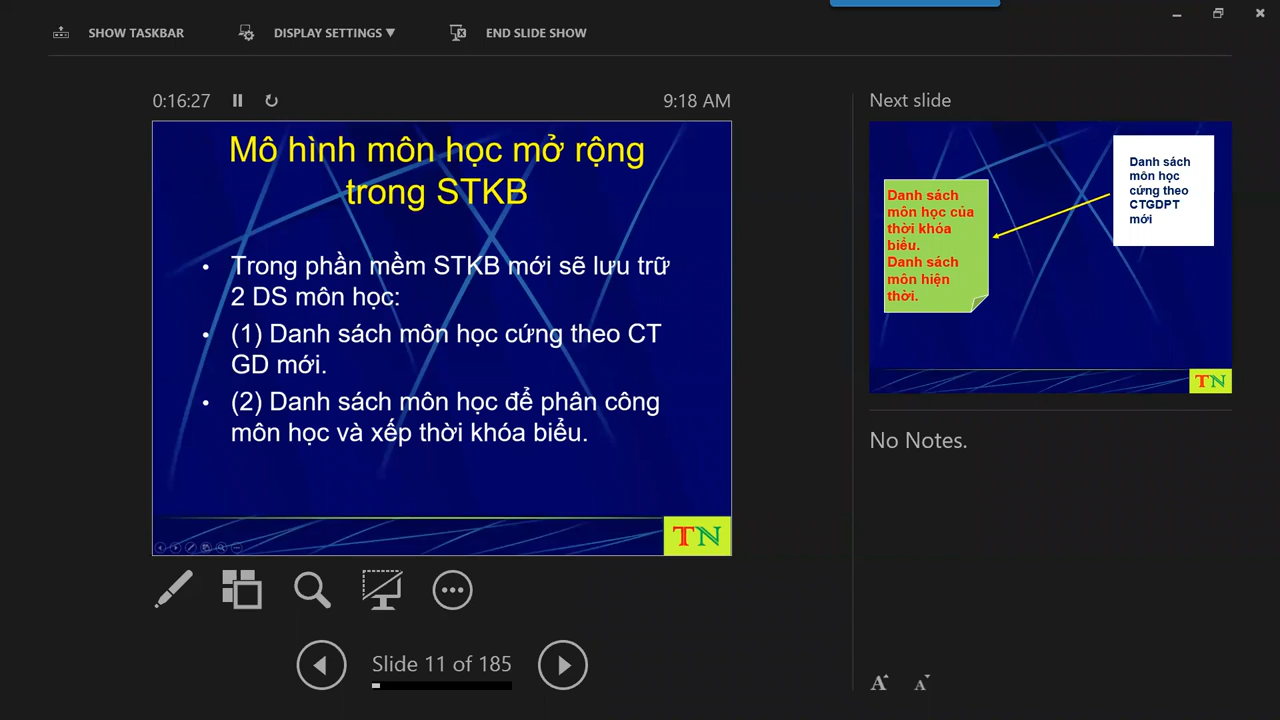 SHOW TASKBAR
DISPLAY SETTINGS ▼
END SLIDE SHOW
0:16:27
9:18 AM
Mô hình môn học mở rộng
trong STKB
• Trong phần mềm STKB mới sẽ lưu trữ
2 DS môn học:
• (1) Danh sách môn học cứng theo CT
GD mới.
• (2) Danh sách môn học để phân công
môn học và xếp thời khóa biểu.
TN
Slide 11 of 185
Next slide
Danh sách
môn học của
thời khóa
biểu.
Danh sách
môn hiện
thời.
Danh sách
môn học
cứng theo
CTGDPT
mới
TN
No Notes.
A A